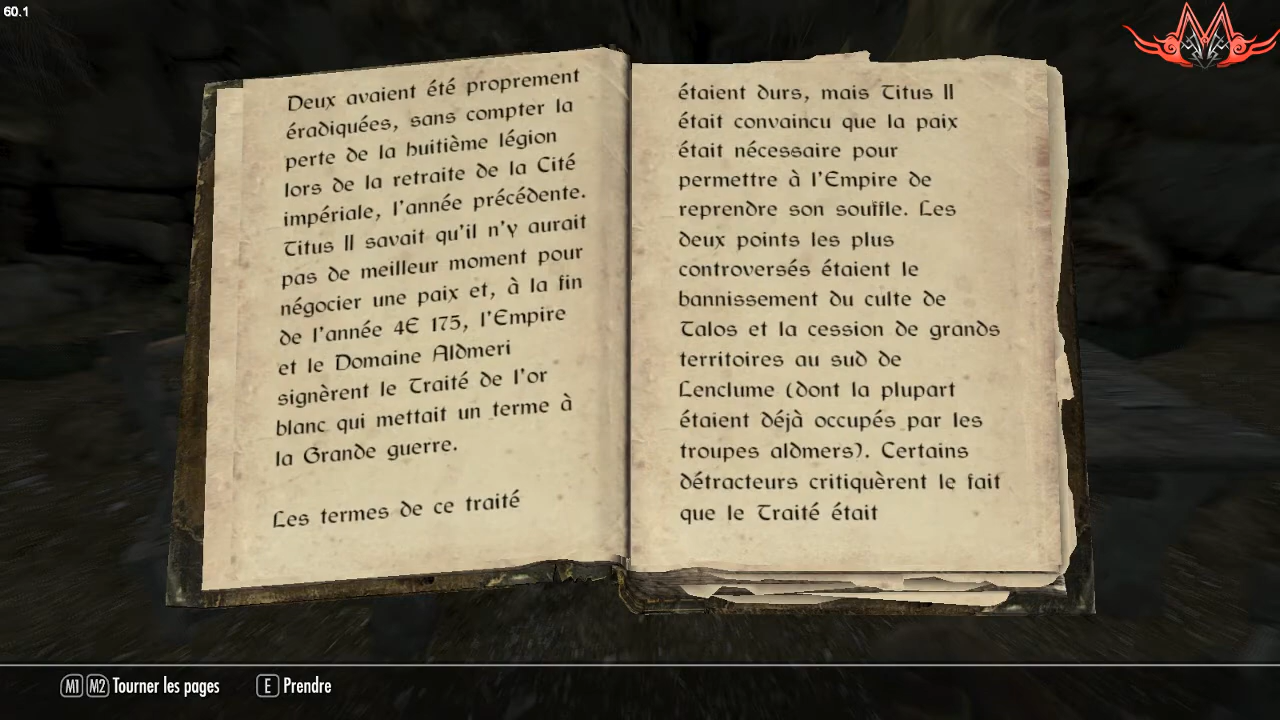 60.1
Deux avaient été proprement
éradiquées, sans compter la
perte de la huitième légion
lors de la retraite de la Cité
impériale, l'année précédente.
Titus II savait qu'il n'y aurait
pas de meilleur moment pour
négocier une paix et, à la fin
de l'année 4E 175, l'Empire
et le Domaine Aldmeri
signèrent le Traité de l'or
blanc qui mettait un terme à
la Grande guerre.
Les termes de ce traité
étaient durs, mais Titus II
était convaincu que la paix
était nécessaire pour
permettre à l'Empire de
reprendre son souffle. Les
deux points les plus
controversés étaient le
bannissement du culte de
Talos et la cession de grands
territoires au sud de
Lenclume (dont la plupart
étaient déjà occupés par les
troupes aldmers). Certains
détracteurs critiquèrent le fait
que le Traité était
M1 M2 Tourner les pages E Prendre